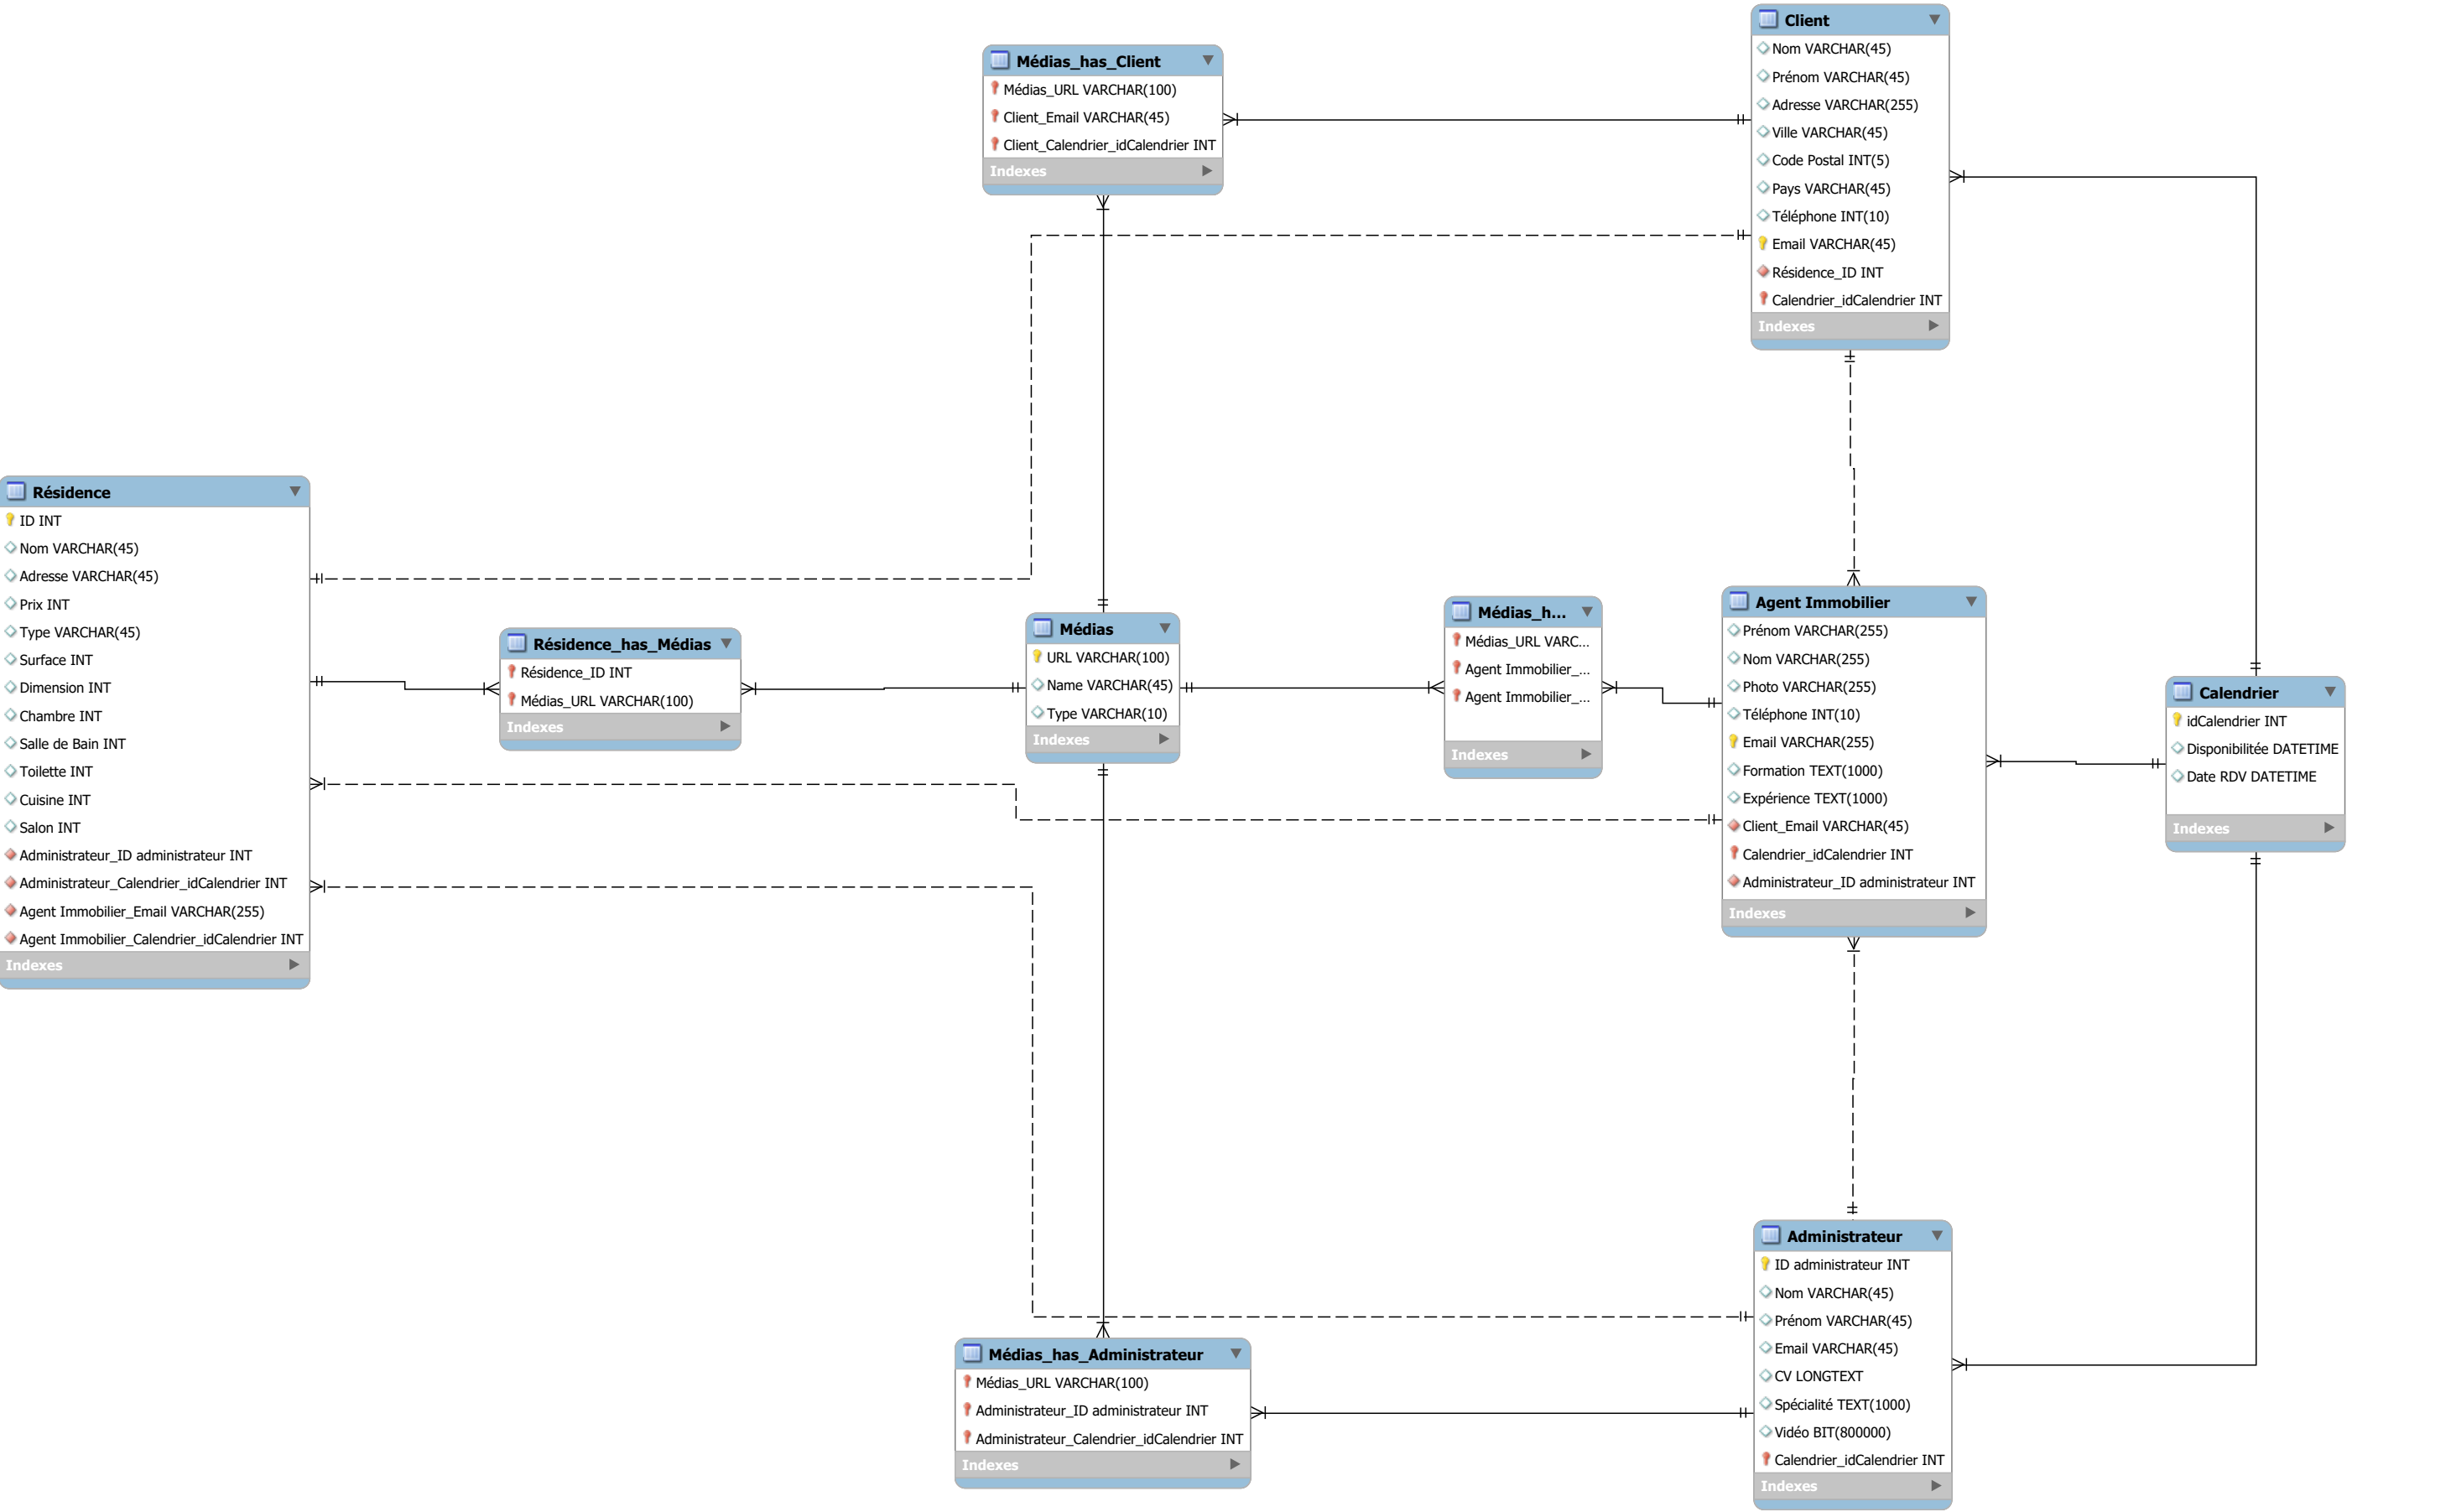 Client
Nom VARCHAR(45)
Prénom VARCHAR(45)
Adresse VARCHAR(255)
Ville VARCHAR(45)
Code Postal INT(5)
Pays VARCHAR(45)
Téléphone INT(10)
Email VARCHAR(45)
Résidence_ID INT
Calendrier_idCalendrier INT
Indexes
Médias_has_Client
Médias_URL VARCHAR(100)
Client_Email VARCHAR(45)
Client_Calendrier_idCalendrier INT
Indexes
Résidence
ID INT
Nom VARCHAR(45)
Adresse VARCHAR(45)
Prix INT
Type VARCHAR(45)
Surface INT
Dimension INT
Chambre INT
Salle de Bain INT
Toilette INT
Cuisine INT
Salon INT
Administrateur_ID administrateur INT
Administrateur_Calendrier_idCalendrier INT
Agent Immobilier_Email VARCHAR(255)
Agent Immobilier_Calendrier_idCalendrier INT
Indexes
Résidence_has_Médias
Résidence_ID INT
Médias_URL VARCHAR(100)
Indexes
Médias
URL VARCHAR(100)
Name VARCHAR(45)
Type VARCHAR(10)
Indexes
Médias_h...
Médias_URL VARC...
Agent Immobilier_...
Agent Immobilier_...
Indexes
Agent Immobilier
Prénom VARCHAR(255)
Nom VARCHAR(255)
Photo VARCHAR(255)
Téléphone INT(10)
Email VARCHAR(255)
Formation TEXT(1000)
Expérience TEXT(1000)
Client_Email VARCHAR(45)
Calendrier_idCalendrier INT
Administrateur_ID administrateur INT
Indexes
Calendrier
idCalendrier INT
Disponibilitée DATETIME
Date RDV DATETIME
Indexes
Administrateur
ID administrateur INT
Nom VARCHAR(45)
Prénom VARCHAR(45)
Email VARCHAR(45)
CV LONGTEXT
Spécialité TEXT(1000)
Vidéo BIT(800000)
Calendrier_idCalendrier INT
Indexes
Médias_has_Administrateur
Médias_URL VARCHAR(100)
Administrateur_ID administrateur INT
Administrateur_Calendrier_idCalendrier INT
Indexes